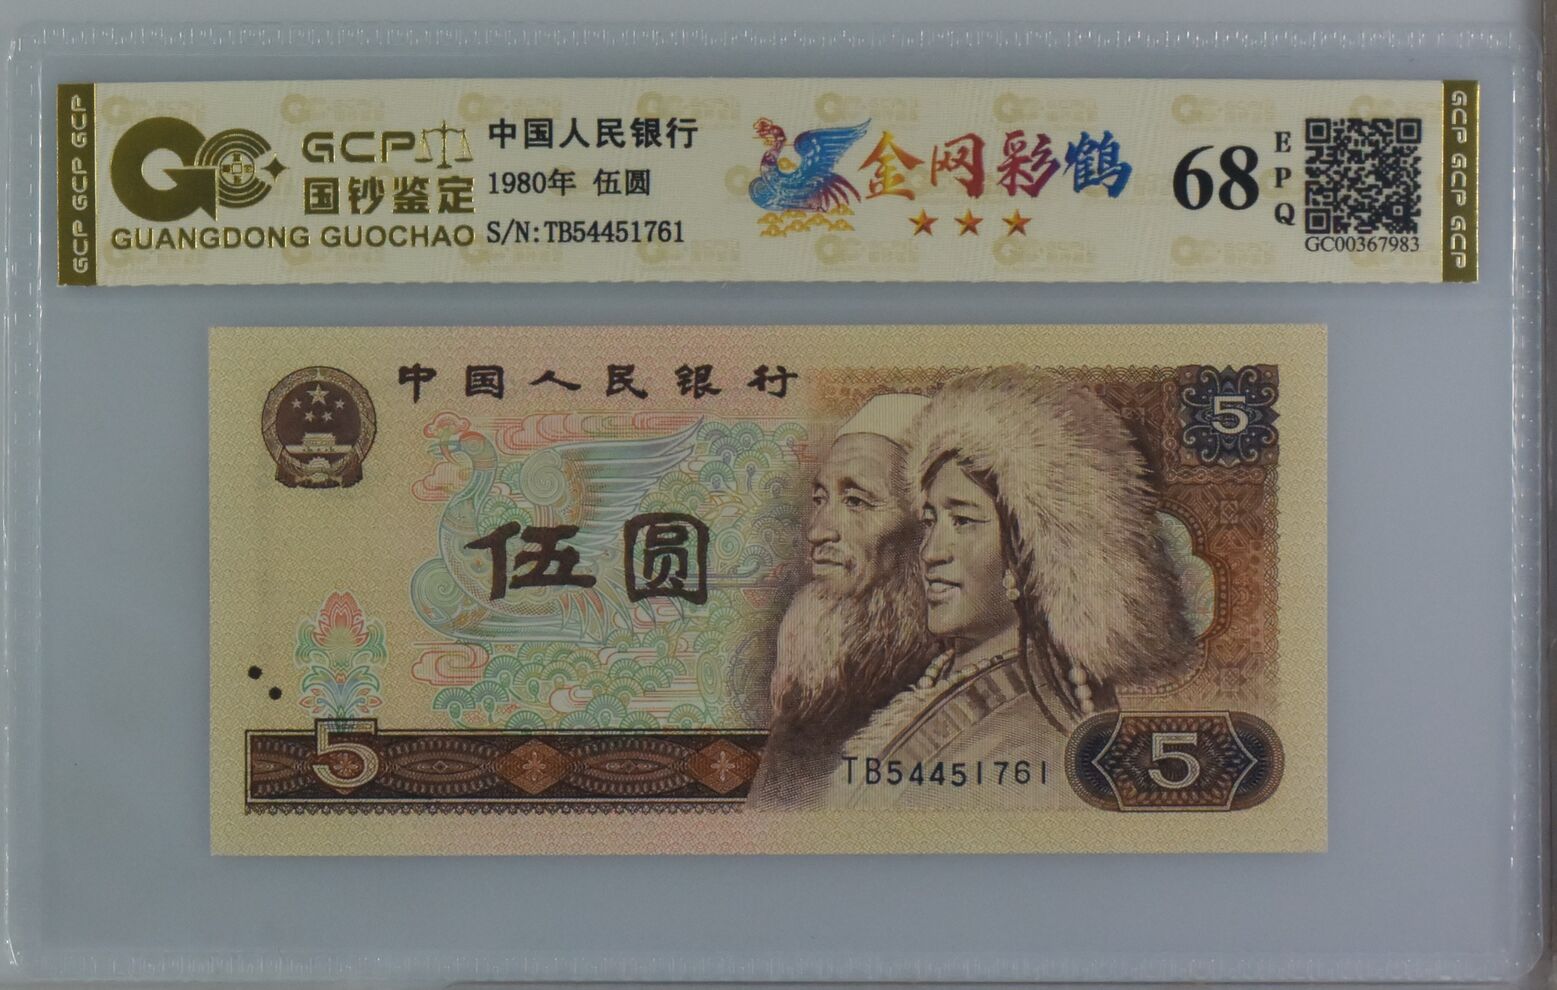 GCP GCP GCP
GCP
国钞鉴定
GUANGDONG GUOCHAO
中国人民银行
1980年 伍圆
S/N:TB54451761
金网彩鹤
68
EPQ
GC00367983
GCP GCP GCP
中国人民银行
5
伍圆
5
TB54451761
5